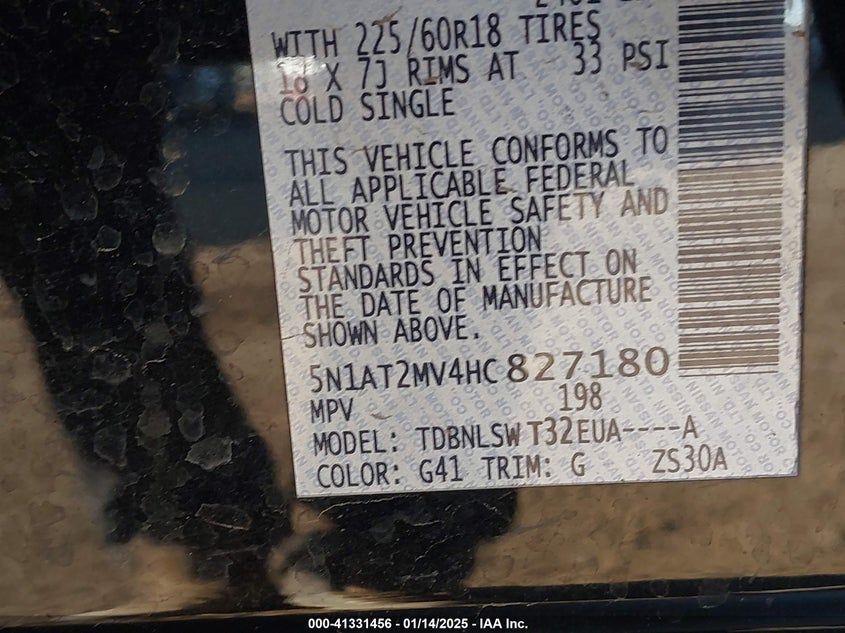 WITH 225/60R18 TIRES
18 X 7J RIMS AT 33 PSI
COLD SINGLE
THIS VEHICLE CONFORMS TO
ALL APPLICABLE FEDERAL
MOTOR VEHICLE SAFETY AND
THEFT PREVENTION
STANDARDS IN EFFECT ON
THE DATE OF MANUFACTURE
SHOWN ABOVE.
5N1AT2MV4HC827180
MPV 198
MODEL: TDBNLSW T32EUA----A
COLOR: G41 TRIM: G ZS30A
000-41331456 - 01/14/2025 - IAA Inc.